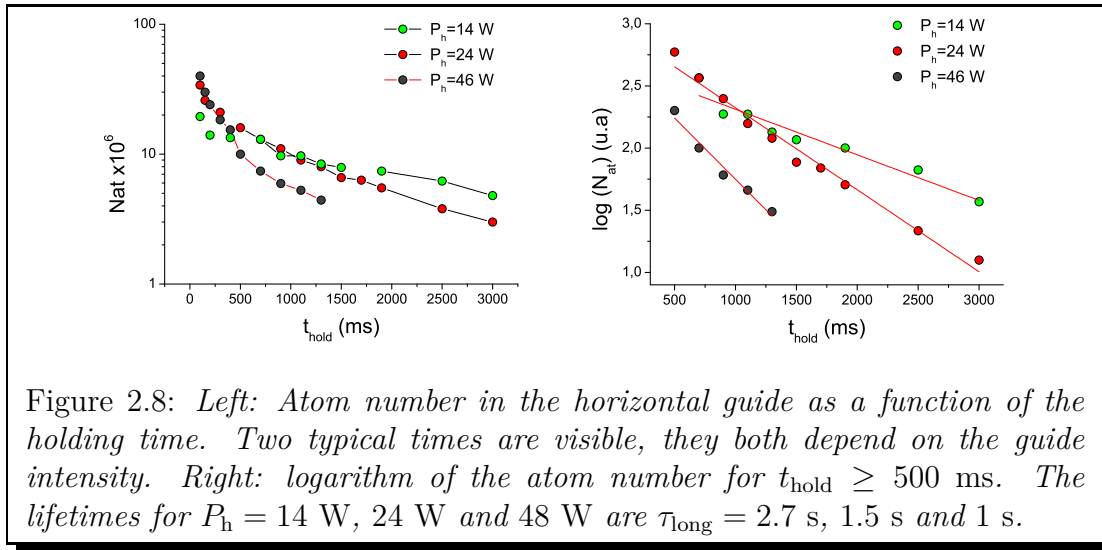 100
10
1
Nat x10⁶
0 500 1000 1500 2000 2500 3000
t_hold (ms)
P_h=14 W
P_h=24 W
P_h=46 W
3,0
2,5
2,0
1,5
1,0
log (N_at) (u.a)
500 1000 1500 2000 2500 3000
t_hold (ms)
P_h=14 W
P_h=24 W
P_h=46 W
Figure 2.8: Left: Atom number in the horizontal guide as a function of the
holding time. Two typical times are visible, they both depend on the guide
intensity. Right: logarithm of the atom number for t_hold ≥ 500 ms. The
lifetimes for P_h = 14 W, 24 W and 48 W are τ_long = 2.7 s, 1.5 s and 1 s.